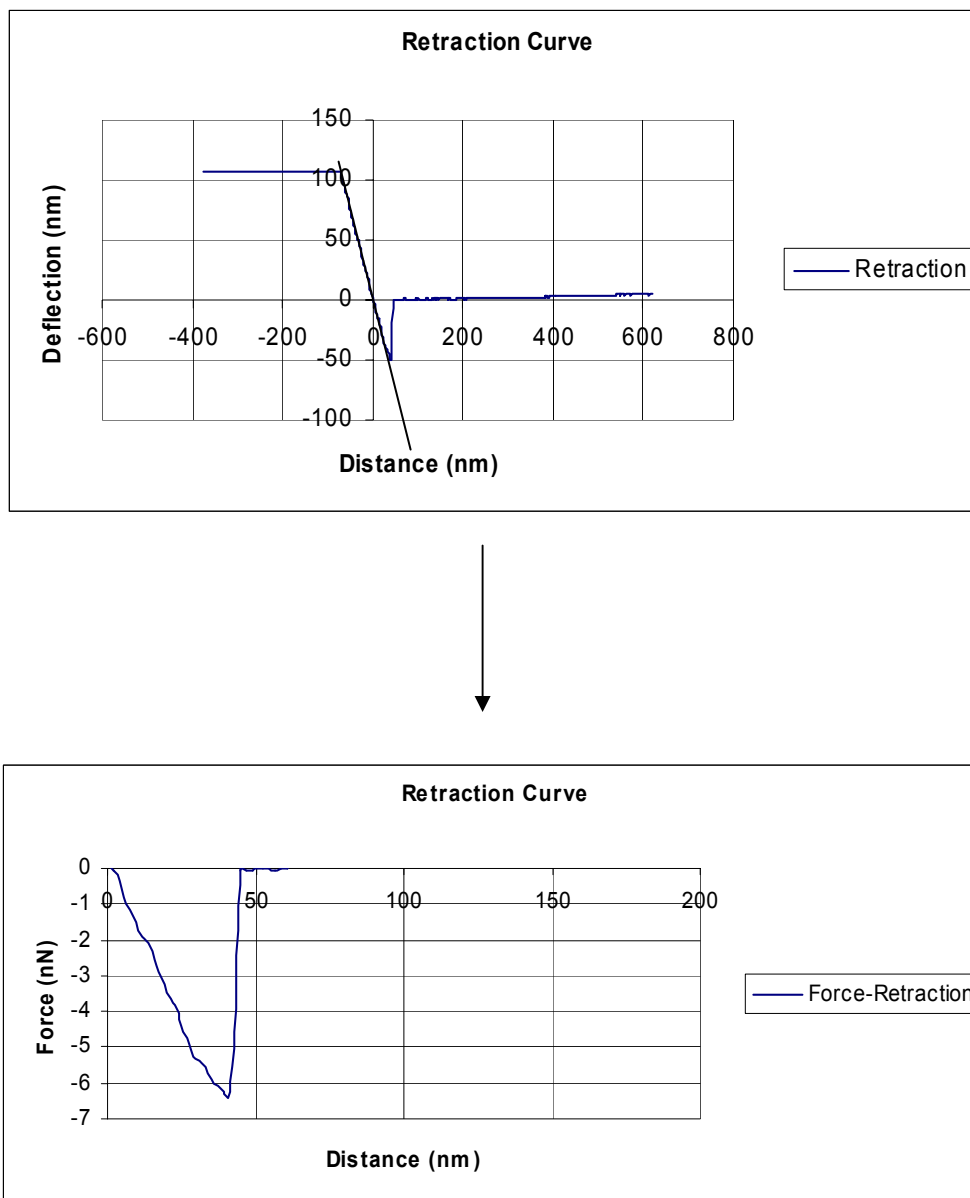 Retraction Curve
150
100
50
0
-600 -400 -200 0 200 400 600 800
-50
-100
Deflection (nm)
Distance (nm)
Retraction
Retraction Curve
0
0 50 100 150 200
-1
-2
-3
-4
-5
-6
-7
Force (nN)
Distance (nm)
Force-Retraction